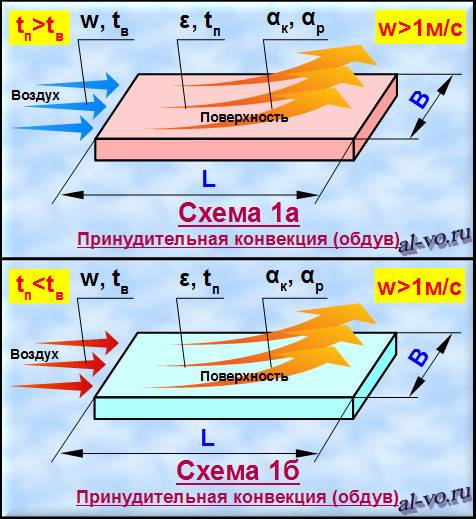 tп>tв
w, tв
ε, tп
αк, αр
w>1м/с
Воздух
Поверхность
B
L
Схема 1а
Принудительная конвекция (обдув)
al-vo.ru
tп<tв
w, tв
ε, tп
αк, αр
w>1м/с
Воздух
Поверхность
B
L
Схема 1б
Принудительная конвекция (обдув)
al-vo.ru